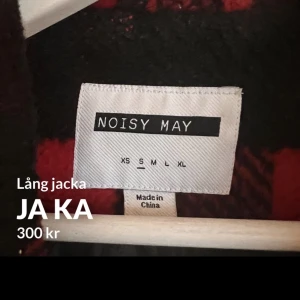 NOISY MAY
XS S M L XL
Made in
China
Lång jacka
JA KA
300 kr